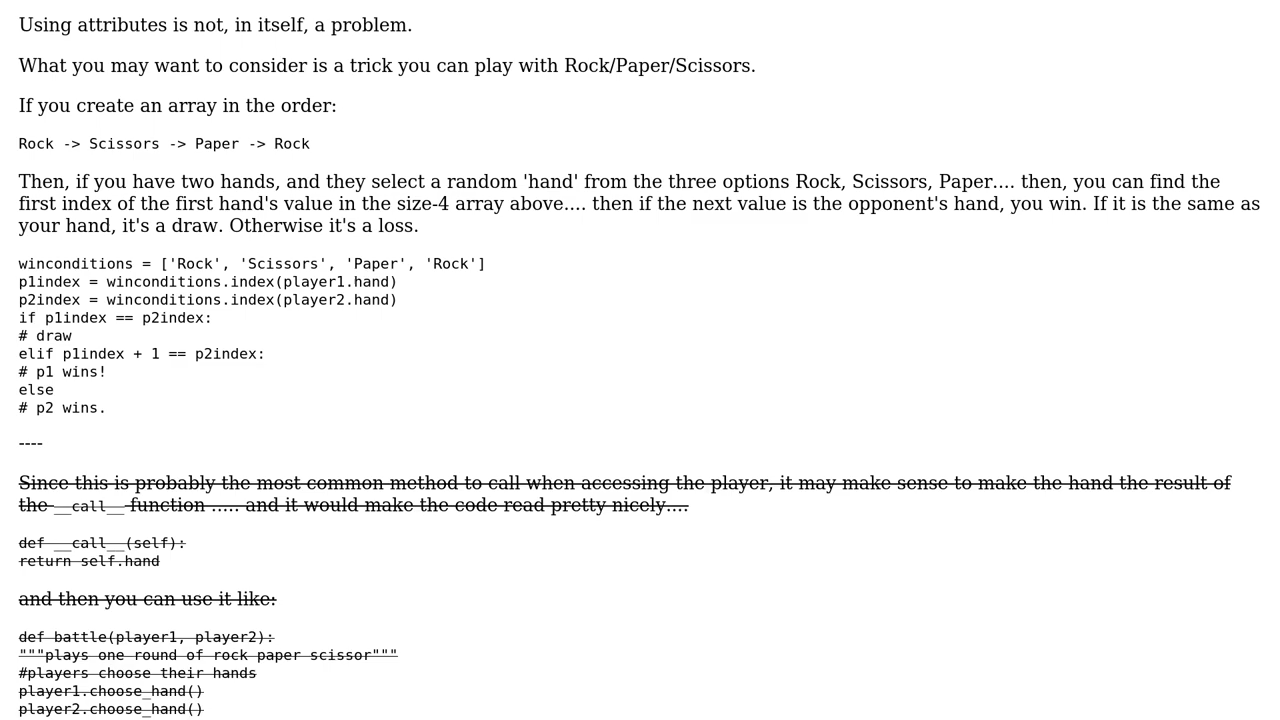 Using attributes is not, in itself, a problem.
What you may want to consider is a trick you can play with Rock/Paper/Scissors.
If you create an array in the order:
Rock -> Scissors -> Paper -> Rock
Then, if you have two hands, and they select a random 'hand' from the three options Rock, Scissors, Paper.... then, you can find the
first index of the first hand's value in the size-4 array above.... then if the next value is the opponent's hand, you win. If it is the same as
your hand, it's a draw. Otherwise it's a loss.
winconditions = ['Rock', 'Scissors', 'Paper', 'Rock']
p1index = winconditions.index(player1.hand)
p2index = winconditions.index(player2.hand)
if p1index == p2index:
# draw
elif p1index + 1 == p2index:
# p1 wins!
else
# p2 wins.
----
Since this is probably the most common method to call when accessing the player, it may make sense to make the hand the result of
the __call__ function ..... and it would make the code read pretty nicely....
def __call__(self):
return self.hand
and then you can use it like:
def battle(player1, player2):
"""plays one round of rock paper scissor"""
#players choose their hands
player1.choose_hand()
player2.choose_hand()